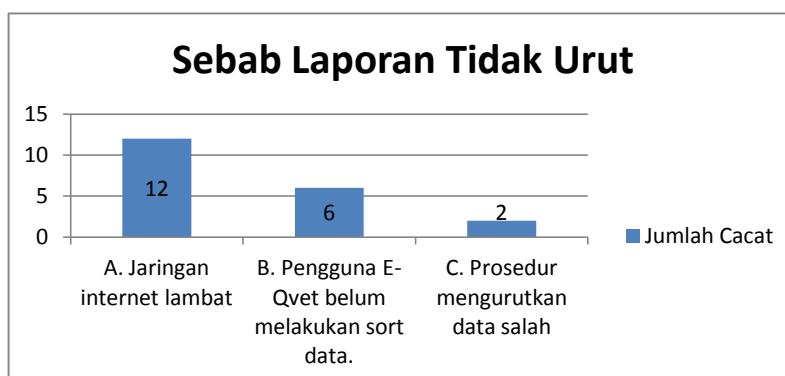 Sebab Laporan Tidak Urut
15
10
5
0
12
6
2
A. Jaringan
internet lambat
B. Pengguna E-
Qvet belum
melakukan sort
data.
C. Prosedur
mengurutkan
data salah
Jumlah Cacat